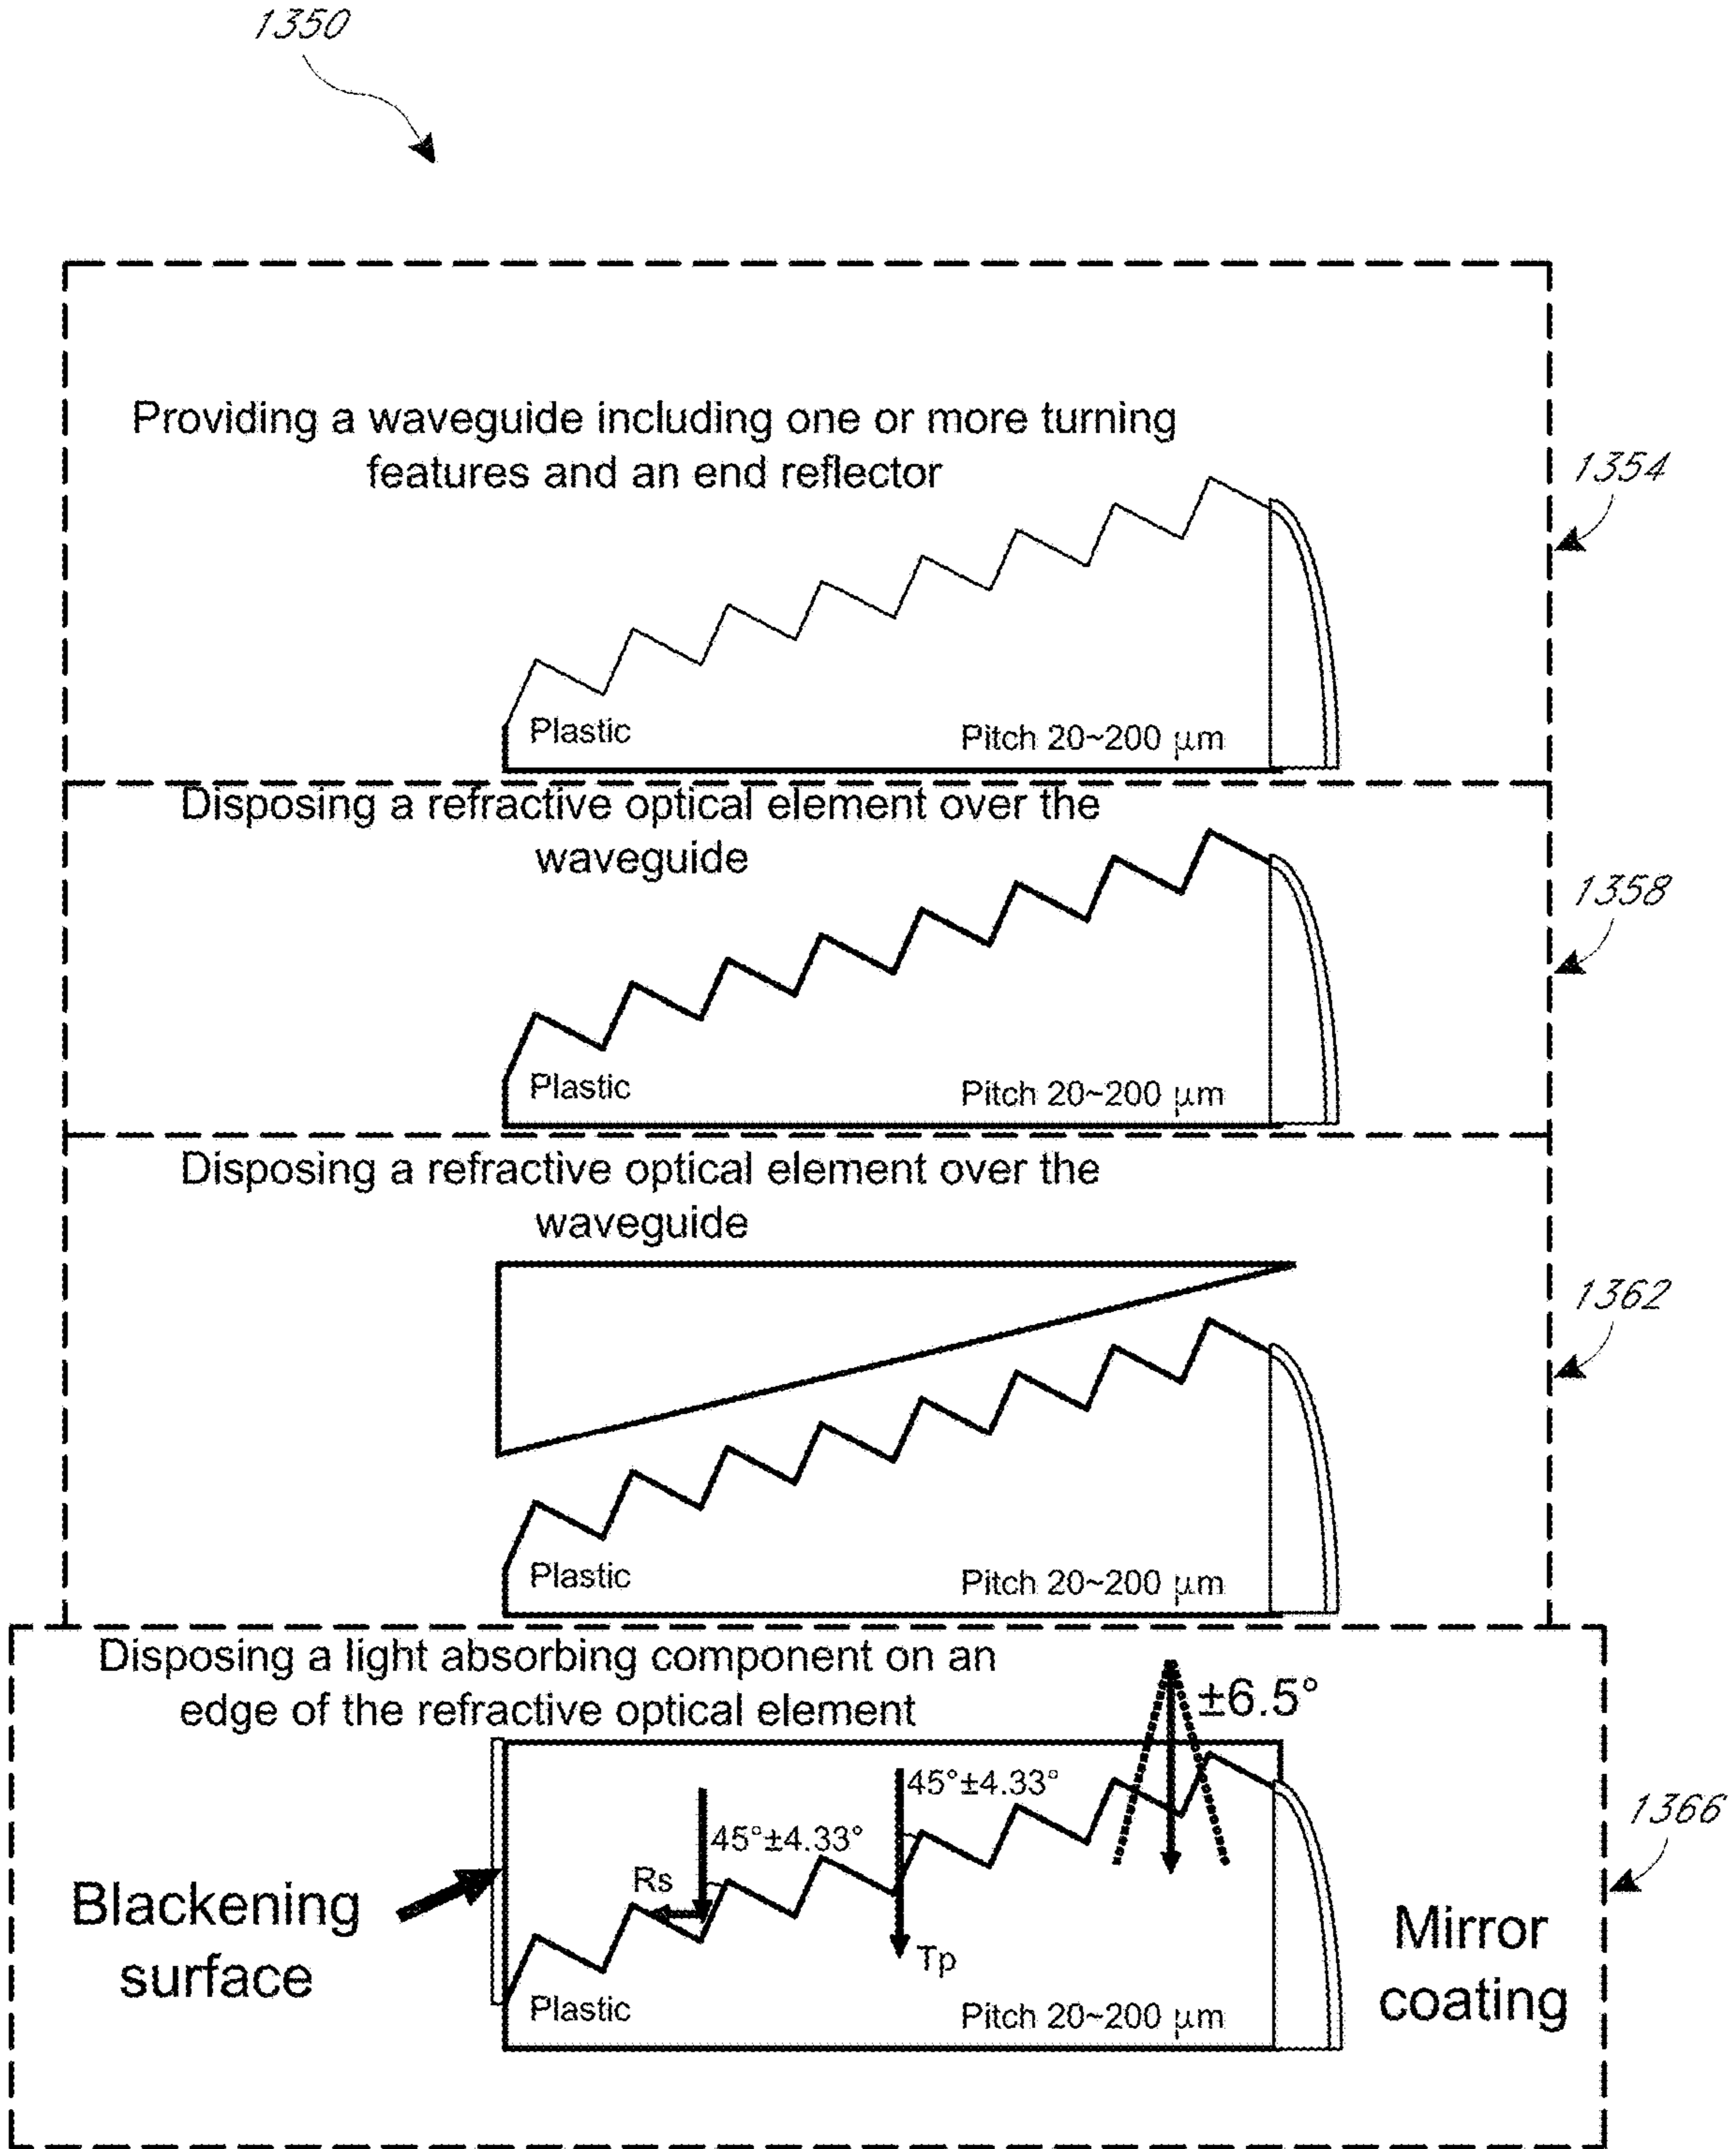 1350
Providing a waveguide including one or more turning
features and an end reflector
1354
Plastic
Pitch 20~200 μm
Disposing a refractive optical element over the
waveguide
1358
Plastic
Pitch 20~200 μm
Disposing a refractive optical element over the
waveguide
1362
Plastic
Pitch 20~200 μm
Disposing a light absorbing component on an
edge of the refractive optical element
±6.5°
45°±4.33°
45°±4.33°
1366
Rs
Blackening
surface
Tp
Mirror
coating
Plastic
Pitch 20~200 μm